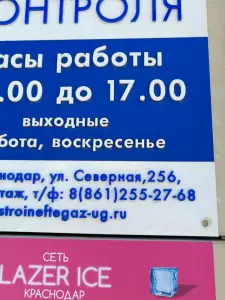 ОНТРОЛЯ
асы работы
.00 до 17.00
выходные
бота, воскресенье
нодар, ул. Северная,256,
таж, т/ф: 8(861)255-27-68
stroineftegaz-ug.ru
СЕТЬ
LAZER ICE
КРАСНОДАР